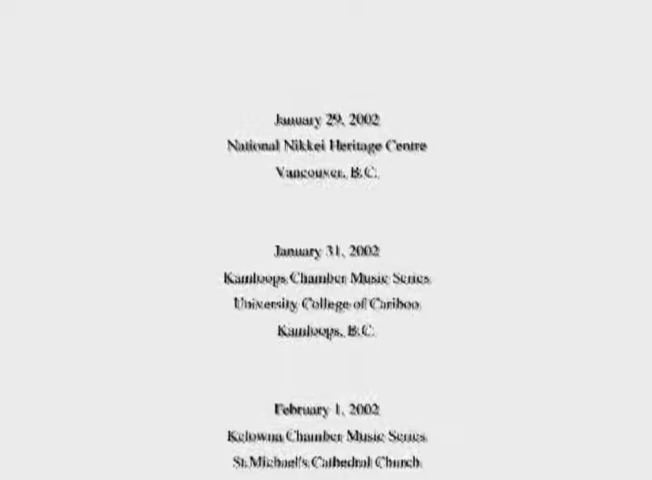 January 29, 2002
National Nikkei Heritage Centre
Vancouver, B.C.
January 31, 2002
Kamloops Chamber Music Series
University College of Cariboo
Kamloops, B.C.
February 1, 2002
Kelowna Chamber Music Series
St.Michael's Cathedral Church